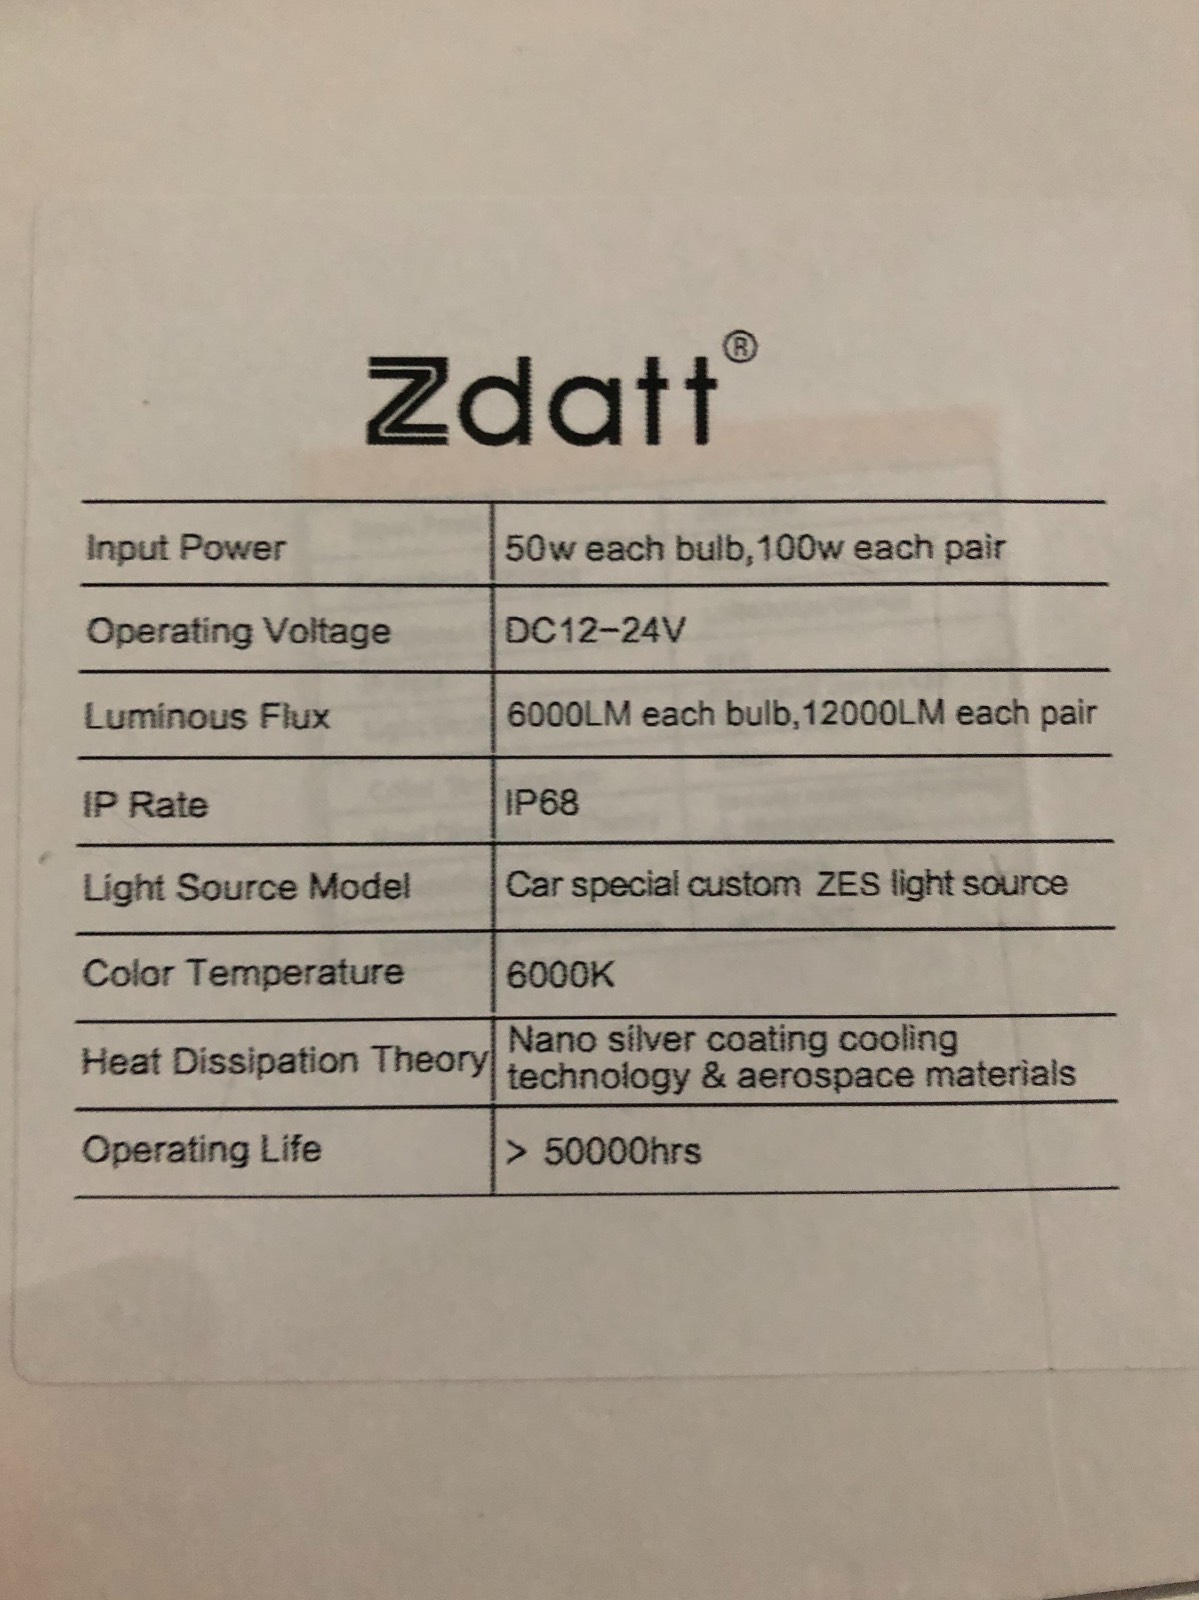 Zdatt®
Input Power 50w each bulb,100w each pair
Operating Voltage DC12-24V
Luminous Flux 6000LM each bulb,12000LM each pair
IP Rate IP68
Light Source Model Car special custom ZES light source
Color Temperature 6000K
Heat Dissipation Theory Nano silver coating cooling
technology & aerospace materials
Operating Life > 50000hrs